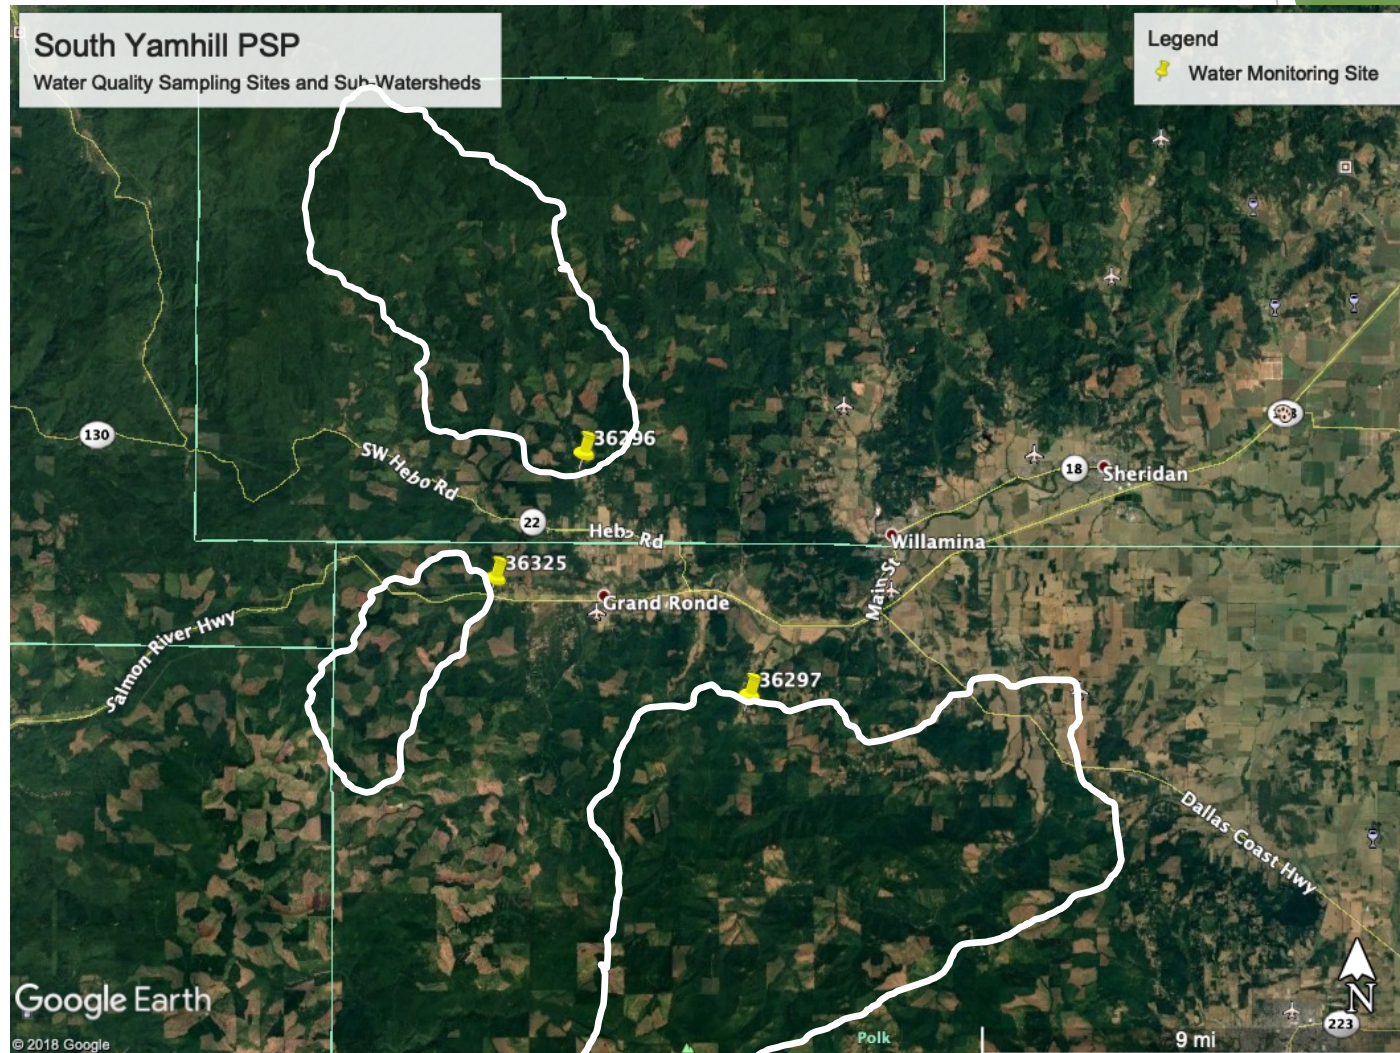 South Yamhill PSP
Water Quality Sampling Sites and Sub-Watersheds
Legend
Water Monitoring Site
130
SW Hebo Rd
36296
22
Hebo Rd
18
Sheridan
Willamina
36325
Grand Ronde
Main St
Salmon River Hwy
36297
Dallas Coast Hwy
Google Earth
N
223
Polk
9 mi
© 2018 Google